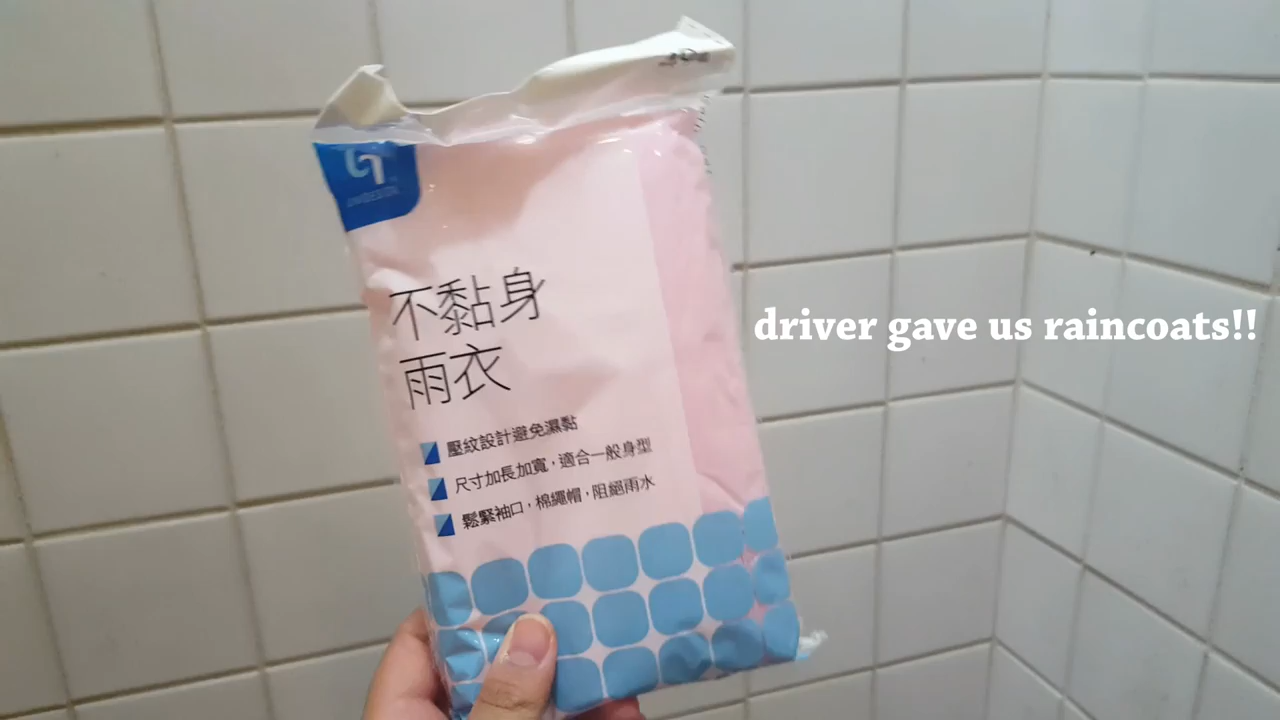 不黏身
雨衣
壓紋設計避免濕黏
尺寸加長加寬，適合一般身型
鬆緊袖口，棉繩帽，阻絕雨水
driver gave us raincoats!!